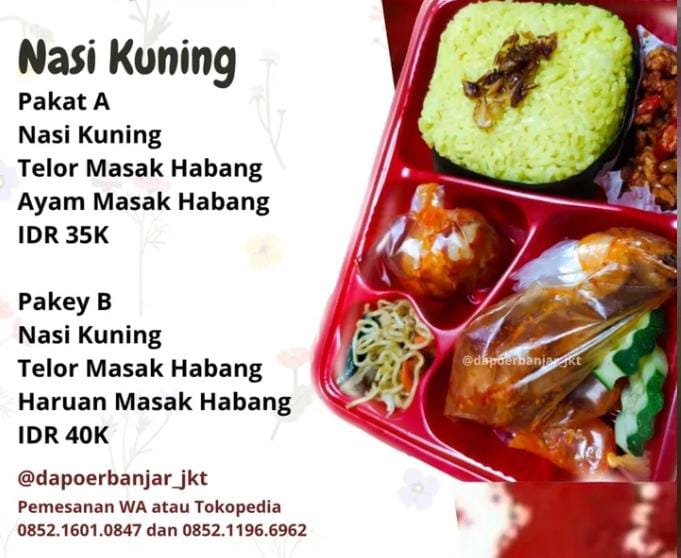 Nasi Kuning
Pakat A
Nasi Kuning
Telor Masak Habang
Ayam Masak Habang
IDR 35K
Pakey B
Nasi Kuning
Telor Masak Habang
Haruan Masak Habang
IDR 40K
@dapoerbanjar_jkt
Pemesanan WA atau Tokopedia
0852.1601.0847 dan 0852.1196.6962
@dapoerbanjar_jkt